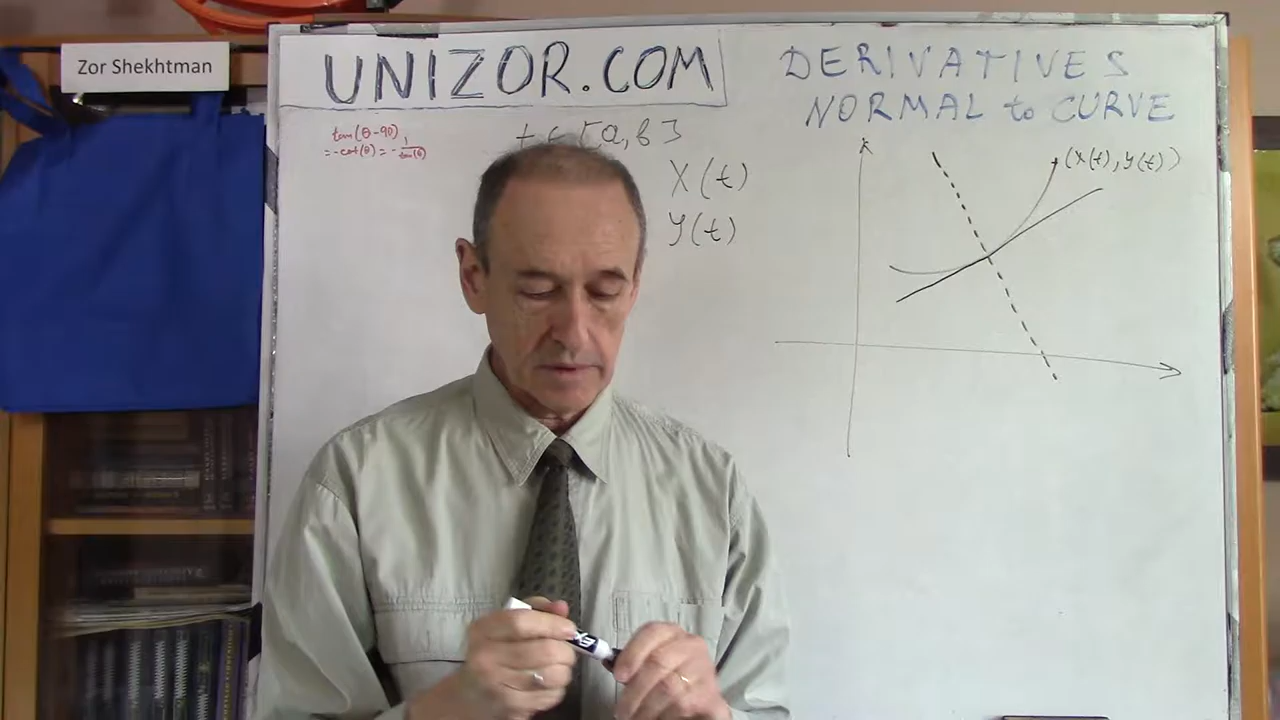 Zor Shekhtman
UNIZOR.COM
DERIVATIVES
NORMAL to CURVE
tan(θ-90)
=-cot(θ)=-1/tan(θ)
t ∈ [a,b]
X(t)
y(t)
(X(t),y(t))